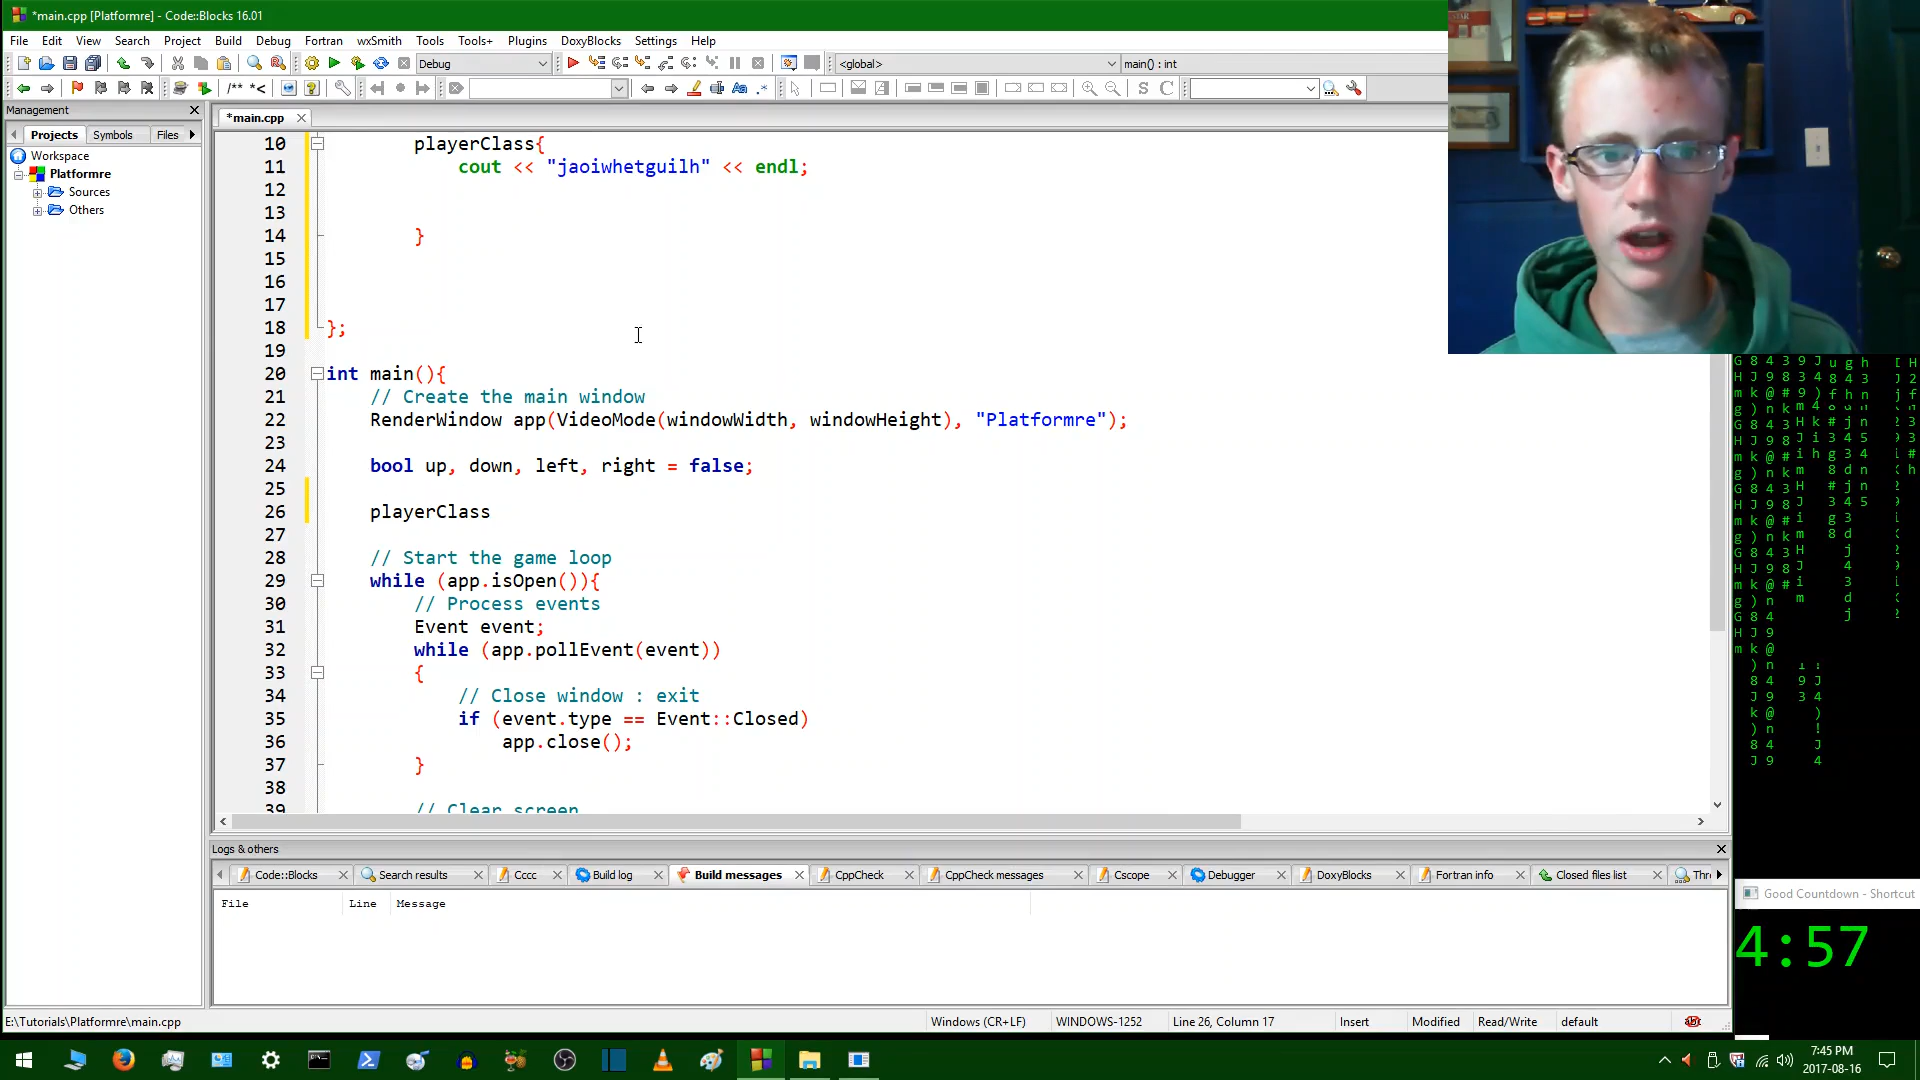 *main.cpp [Platformre] - Code::Blocks 16.01
File Edit View Search Project Build Debug Fortran wxSmith Tools Tools+ Plugins DoxyBlocks Settings Help
Debug <global> main() : int
/** *<
Management
Projects Symbols Files
*main.cpp
Workspace
Platformre
Sources
Others
10 playerClass{
11 cout << "jaoiwhetguilh" << endl;
12
13
14 }
15
16
17
18 };
19
20 int main(){
21 // Create the main window
22 RenderWindow app(VideoMode(windowWidth, windowHeight), "Platformre");
23
24 bool up, down, left, right = false;
25
26 playerClass
27
28 // Start the game loop
29 while (app.isOpen()){
30 // Process events
31 Event event;
32 while (app.pollEvent(event))
33 {
34 // Close window : exit
35 if (event.type == Event::Closed)
36 app.close();
37 }
38
39 // Clear screen
Logs & others
Code::Blocks Search results Cccc Build log Build messages CppCheck CppCheck messages Cscope Debugger DoxyBlocks Fortran info Closed files list Thr
File Line Message
Good Countdown - Shortcut
4:57
E:\Tutorials\Platformre\main.cpp Windows (CR+LF) WINDOWS-1252 Line 26, Column 17 Insert Modified Read/Write default
7:45 PM
2017-08-16